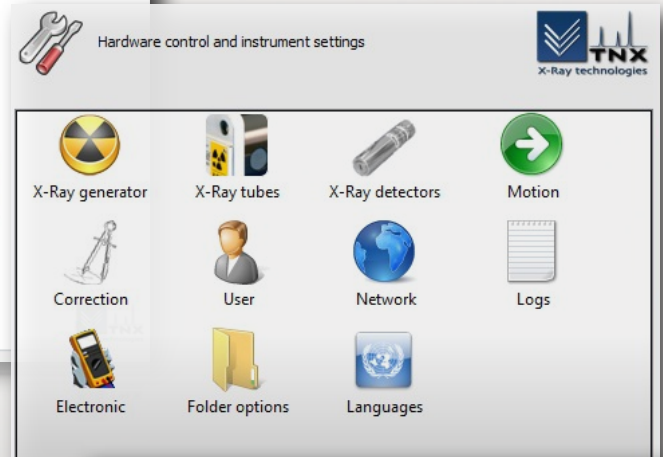 Hardware control and instrument settings
TNX
X-Ray technologies
X-Ray generator
X-Ray tubes
X-Ray detectors
Motion
Correction
User
Network
Logs
TNX
Electronic
Folder options
Languages